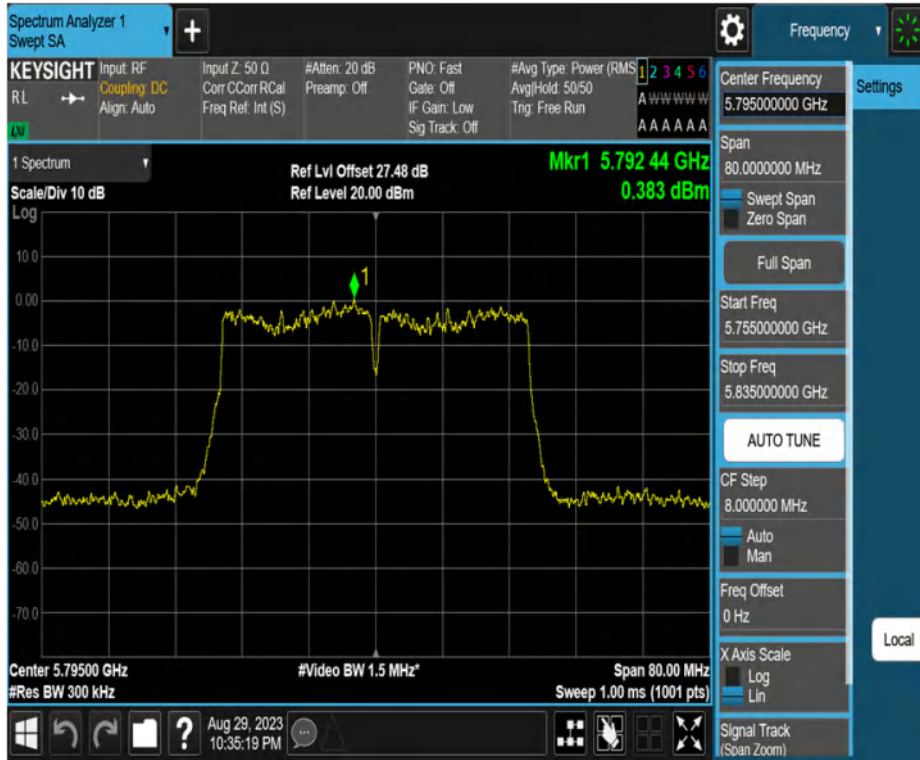 Spectrum Analyzer 1
Swept SA
+
Frequency
KEYSIGHT
RL
LXI
Input: RF
Coupling: DC
Align: Auto
Input Z: 50 Ω
Corr CCorr RCal
Freq Ref: Int (S)
#Atten: 20 dB
Preamp: Off
PNO: Fast
Gate: Off
IF Gain: Low
Sig Track: Off
#Avg Type: Power (RMS
Avg|Hold: 50/50
Trig: Free Run
1 2 3 4 5 6
A W W W W W
A A A A A A
Center Frequency
5.795000000 GHz
Settings
Span
80.0000000 MHz
Swept Span
Zero Span
Full Span
Start Freq
5.755000000 GHz
Stop Freq
5.835000000 GHz
AUTO TUNE
CF Step
8.000000 MHz
Auto
Man
Freq Offset
0 Hz
X Axis Scale
Log
Lin
Signal Track
(Span Zoom)
Local
1 Spectrum
Scale/Div 10 dB
Ref Lvl Offset 27.48 dB
Ref Level 20.00 dBm
Mkr1 5.792 44 GHz
0.383 dBm
Log
10.0
0.00
-10.0
-20.0
-30.0
-40.0
-50.0
-60.0
-70.0
1
Center 5.79500 GHz
#Res BW 300 kHz
#Video BW 1.5 MHz*
Span 80.00 MHz
Sweep 1.00 ms (1001 pts)
?
Aug 29, 2023
10:35:19 PM